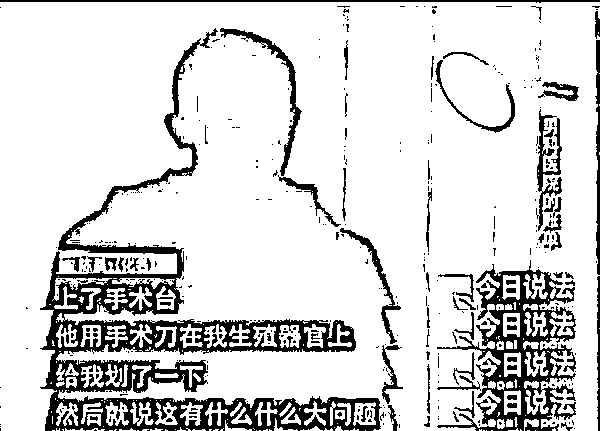 上了手术台
他用手术刀在我生殖器官上
给我划了一下
然后就说这有什么什么大问题
男科医院的账单
今日说法
Legal report
今日说法
Legal report
今日说法
Legal report
今日说法
Legal report